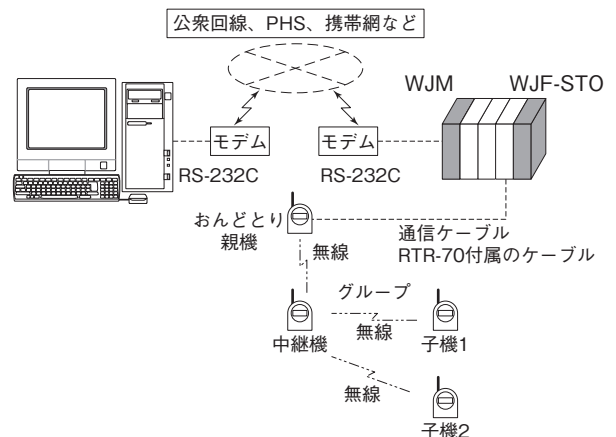 公衆回線、PHS、携帯網など
WJM
WJF-STO
モデム
モデム
RS-232C
RS-232C
おんどとり
親機
通信ケーブル
RTR-70付属のケーブル
無線
グループ
中継機
無線
子機1
無線
子機2